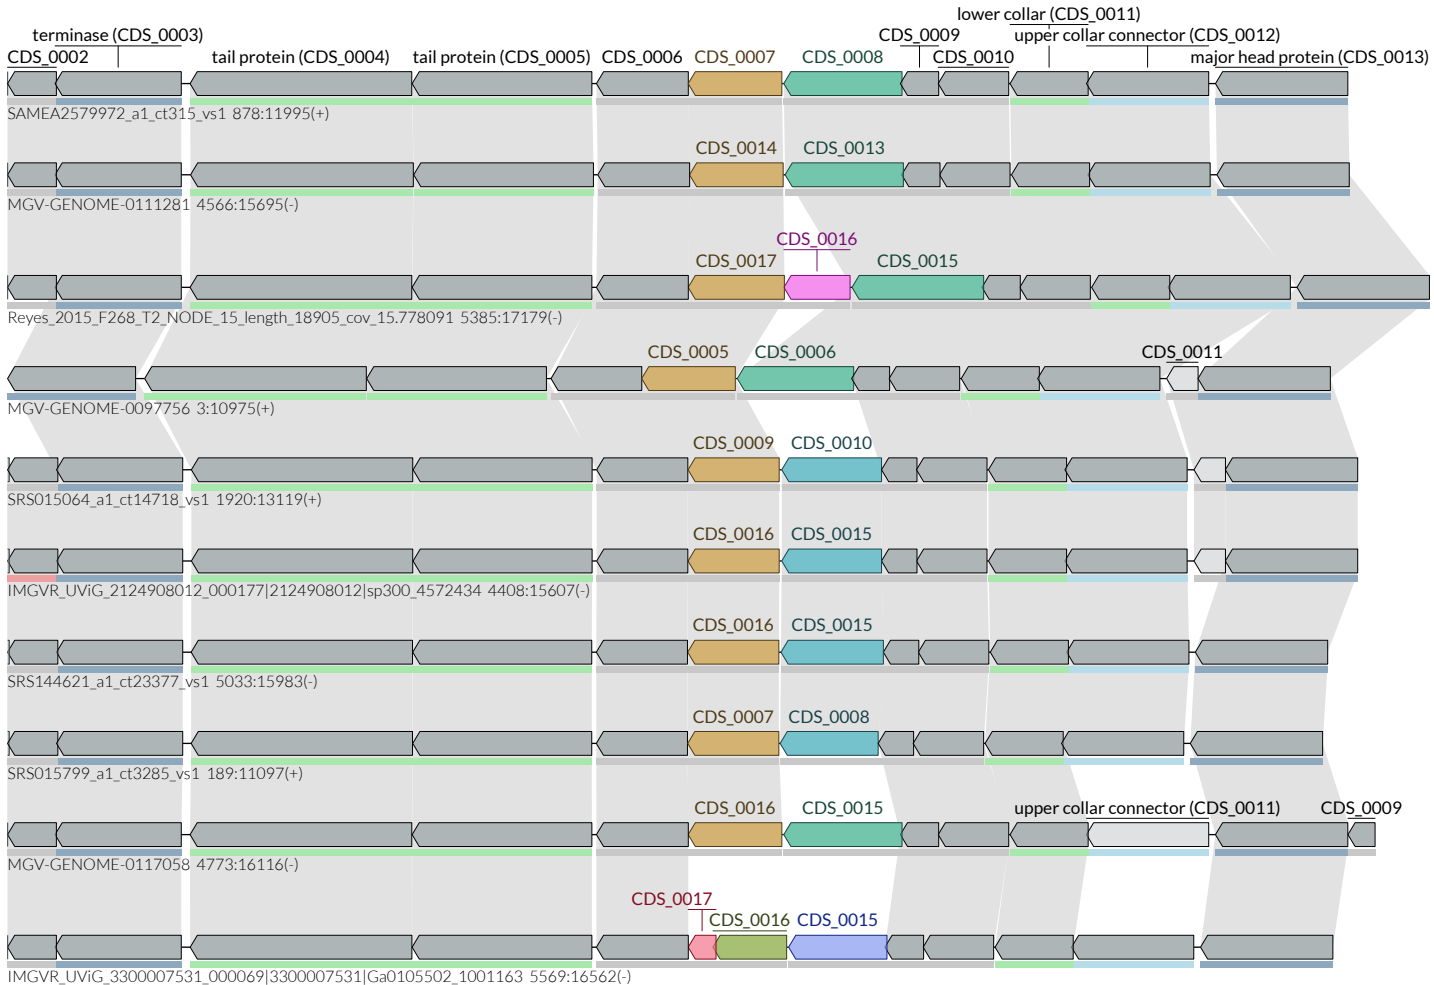 lower collar (CDS_0011)
terminase (CDS_0003) CDS_0009 upper collar connector (CDS_0012)
CDS_0002 tail protein (CDS_0004) tail protein (CDS_0005) CDS_0006 CDS_0007 CDS_0008 CDS_0010 major head protein (CDS_0013)
SAMEA2579972_a1_ct315_vs1 878:11995(+)
CDS_0014 CDS_0013
MGV-GENOME-0111281 4566:15695(-)
CDS_0016
CDS_0017 CDS_0015
Reyes_2015_F268_T2_NODE_15_length_18905_cov_15.778091 5385:17179(-)
CDS_0005 CDS_0006 CDS_0011
MGV-GENOME-0097756 3:10975(+)
CDS_0009 CDS_0010
SRS015064_a1_ct14718_vs1 1920:13119(+)
CDS_0016 CDS_0015
IMGVR_UViG_2124908012_000177|2124908012|sp300_4572434 4408:15607(-)
CDS_0016 CDS_0015
SRS144621_a1_ct23377_vs1 5033:15983(-)
CDS_0007 CDS_0008
SRS015799_a1_ct3285_vs1 189:11097(+)
CDS_0016 CDS_0015 upper collar connector (CDS_0011) CDS_0009
MGV-GENOME-0117058 4773:16116(-)
CDS_0017
CDS_0016 CDS_0015
IMGVR_UViG_3300007531_000069|3300007531|Ga0105502_1001163 5569:16562(-)